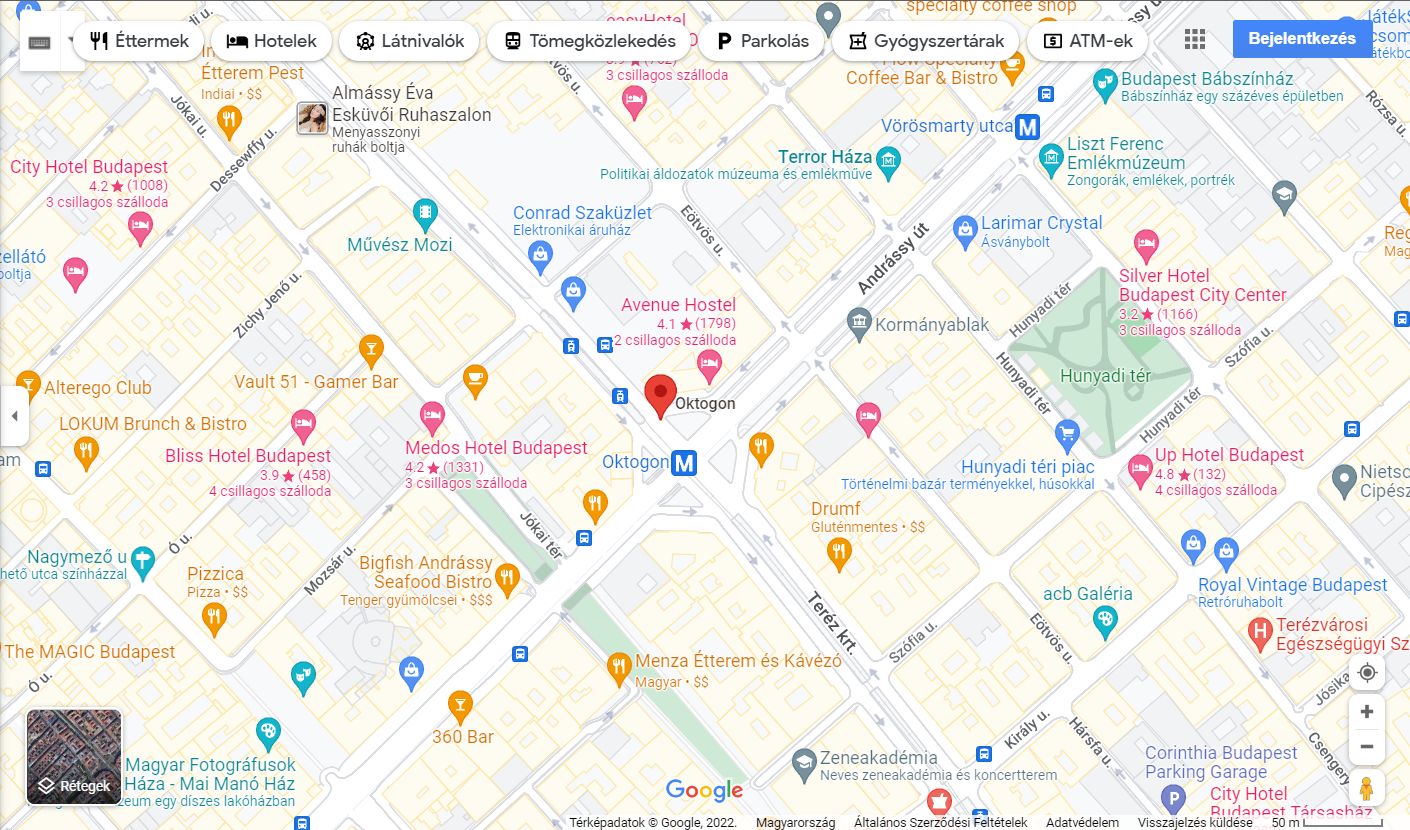 easyHotel
specialty coffee shop
Éttermek
Hotelek
Látnivalók
Tömegközlekedés
Parkolás
Gyógyszertárak
ATM-ek
Bejelentkezés
Andrássy út
Étterem Pest
Indiai • $$
3 csillagos szálloda
Coffee Bar & Bistro
Budapest Bábszínház
Bábszínház egy százéves épületben
Rózsa u.
Jókai u.
Almássy Éva
Esküvői Ruhaszalon
Menyasszonyi
ruhák boltja
Dessewffy u.
Vörösmarty utca
M
Liszt Ferenc
Emlékmúzeum
Zongorák, emlékek, portrék
Terror Háza
Politikai áldozatok múzeuma és emlékműve
City Hotel Budapest
4.2 ★ (1008)
3 csillagos szálloda
Conrad Szaküzlet
Elektronikai áruház
Eötvös u.
Andrássy út
Larimar Crystal
Ásványbolt
Művész Mozi
Silver Hotel
Budapest City Center
3.2 ★ (1166)
3 csillagos szálloda
Zichy Jenő u.
Avenue Hostel
4.1 ★ (1798)
2 csillagos szálloda
Kormányablak
Hunyadi tér
Szófia u.
Hunyadi tér
Hunyadi tér
Hunyadi tér
Alterego Club
Vault 51 - Gamer Bar
Oktogon
LOKUM Brunch & Bistro
Bliss Hotel Budapest
3.9 ★ (458)
4 csillagos szálloda
Medos Hotel Budapest
4.2 ★ (1331)
3 csillagos szálloda
Oktogon
M
Hunyadi téri piac
Történelmi bazár terményekkel, húsokkal
Up Hotel Budapest
4.8 ★ (132)
4 csillagos szálloda
Drumf
Gluténmentes • $$
Jókai tér
Ó u.
Mozsár u.
Nagymező u
Pizzica
Pizza • $$
Bigfish Andrássy
Seafood Bistro
Tenger gyümölcsei • $$$
Teréz krt.
Szófia u.
acb Galéria
Eötvös u.
Royal Vintage Budapest
Retróruhabolt
Terézvárosi
Egészségügyi Sz
The MAGIC Budapest
Ó u.
Menza Étterem és Kávézó
Magyar • $$
Jósika
360 Bar
Király u.
Hársfa u.
Csengery
Magyar Fotográfusok
Háza - Mai Manó Ház
zeum egy díszes lakóházban
Rétegek
Google
Zeneakadémia
Neves zeneakadémia és koncertterem
Corinthia Budapest
Parking Garage
City Hotel
Budapest Társasház
Térképadatok © Google, 2022.
Magyarország
Általános Szerződési Feltételek
Adatvédelem
Visszajelzés küldése
50 m